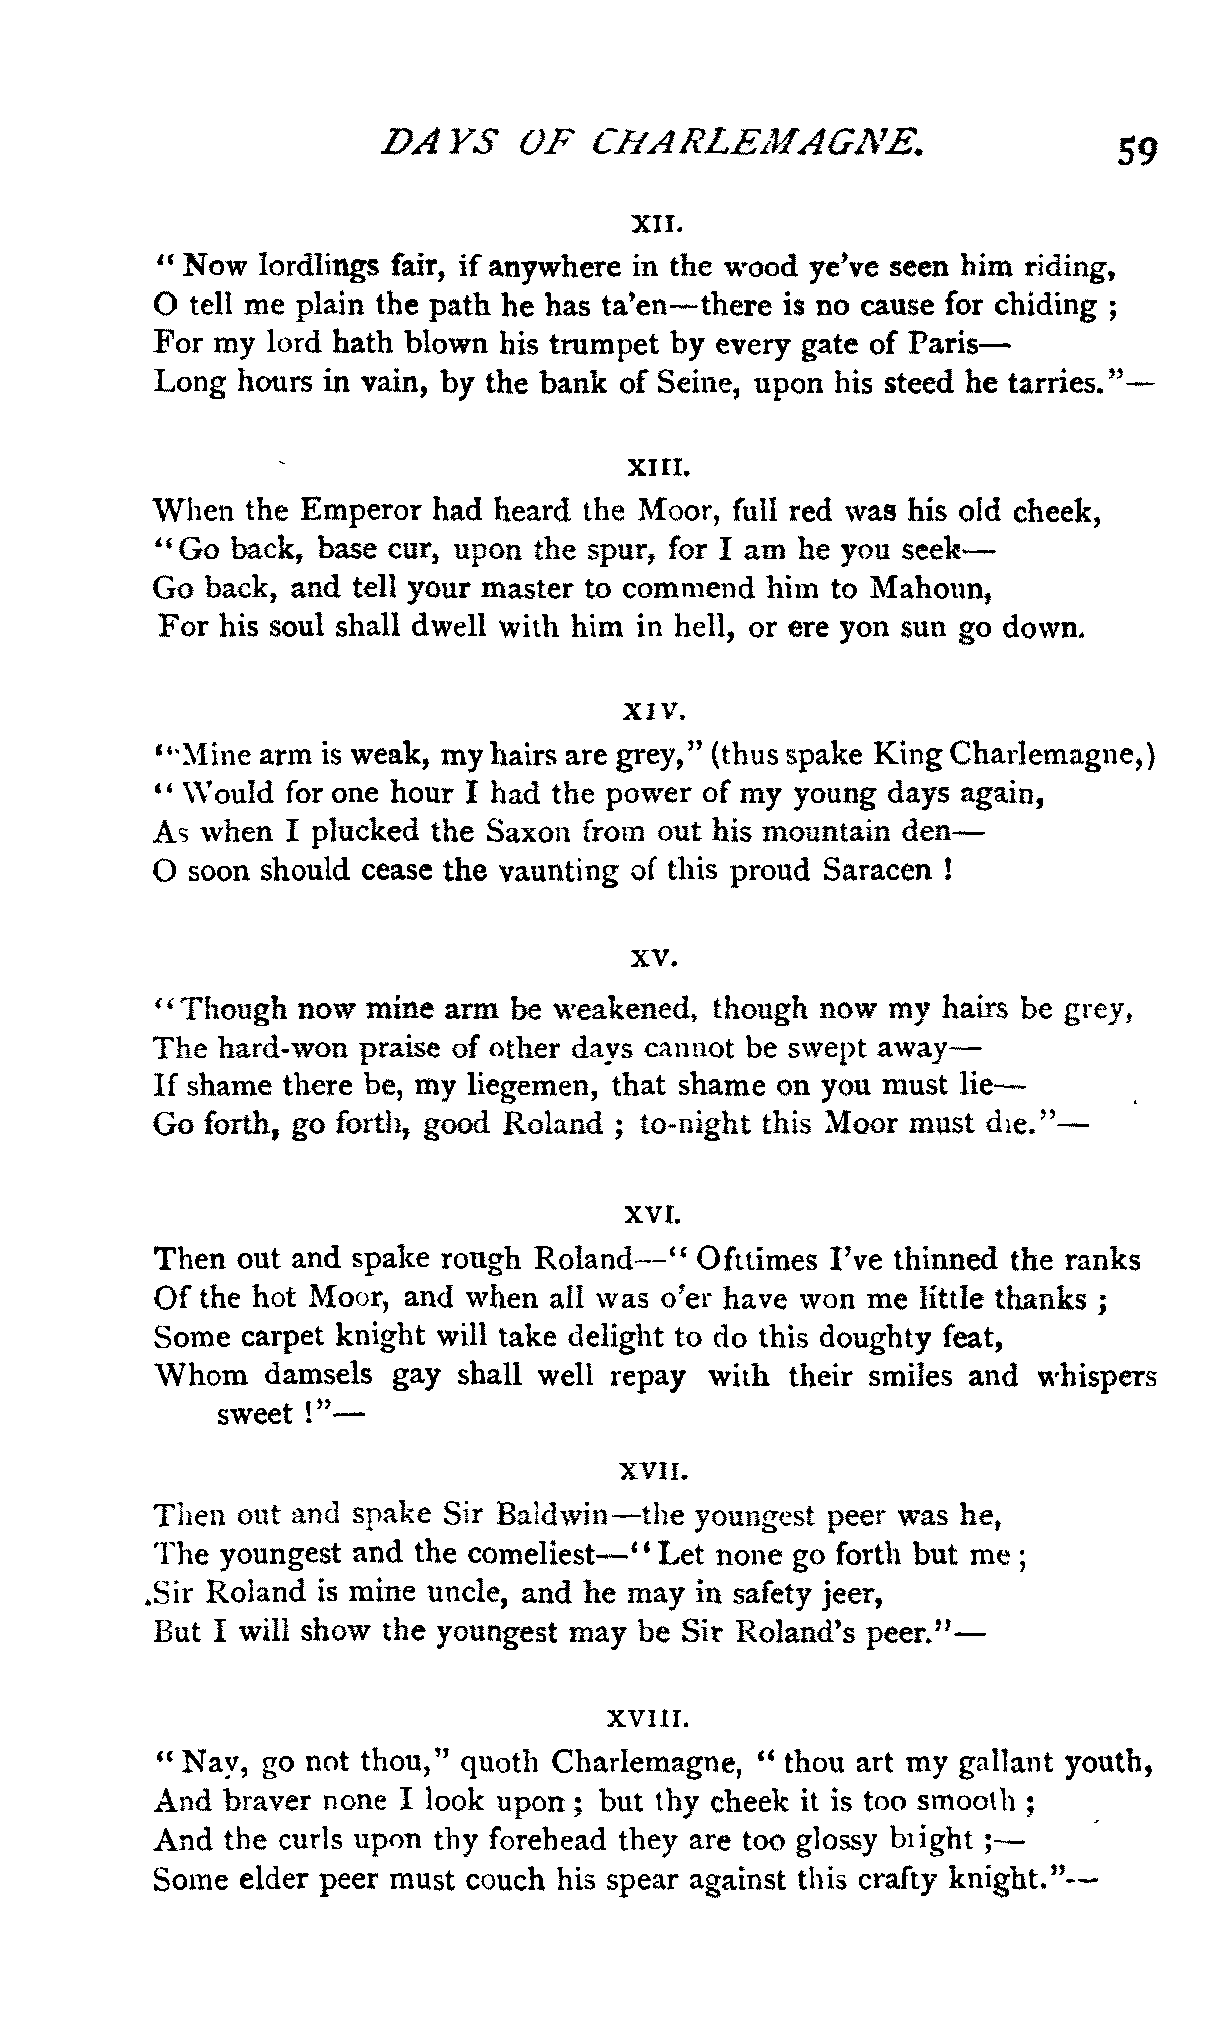 DAYS OF CHARLEMAGNE. 59
XII.
“ Now lordlings fair, if anywhere in the wood ye've seen him riding,
O tell me plain the path he has ta'en—there is no cause for chiding ;
For my lord hath blown his trumpet by every gate of Paris—
Long hours in vain, by the bank of Seine, upon his steed he tarries.”—
XIII.
When the Emperor had heard the Moor, full red was his old cheek,
“Go back, base cur, upon the spur, for I am he you seek—
Go back, and tell your master to commend him to Mahoun,
For his soul shall dwell with him in hell, or ere yon sun go down.
XIV.
“Mine arm is weak, my hairs are grey,” (thus spake King Charlemagne,)
“ Would for one hour I had the power of my young days again,
As when I plucked the Saxon from out his mountain den—
O soon should cease the vaunting of this proud Saracen !
XV.
“Though now mine arm be weakened, though now my hairs be grey,
The hard-won praise of other days cannot be swept away—
If shame there be, my liegemen, that shame on you must lie—
Go forth, go forth, good Roland ; to-night this Moor must die.”—
XVI.
Then out and spake rough Roland—“ Ofttimes I've thinned the ranks
Of the hot Moor, and when all was o'er have won me little thanks ;
Some carpet knight will take delight to do this doughty feat,
Whom damsels gay shall well repay with their smiles and whispers
sweet !”—
XVII.
Then out and spake Sir Baldwin—the youngest peer was he,
The youngest and the comeliest—“ Let none go forth but me ;
Sir Roland is mine uncle, and he may in safety jeer,
But I will show the youngest may be Sir Roland's peer.”—
XVIII.
“ Nay, go not thou,” quoth Charlemagne, “ thou art my gallant youth,
And braver none I look upon ; but thy cheek it is too smooth ;
And the curls upon thy forehead they are too glossy bright ;—
Some elder peer must couch his spear against this crafty knight.”—